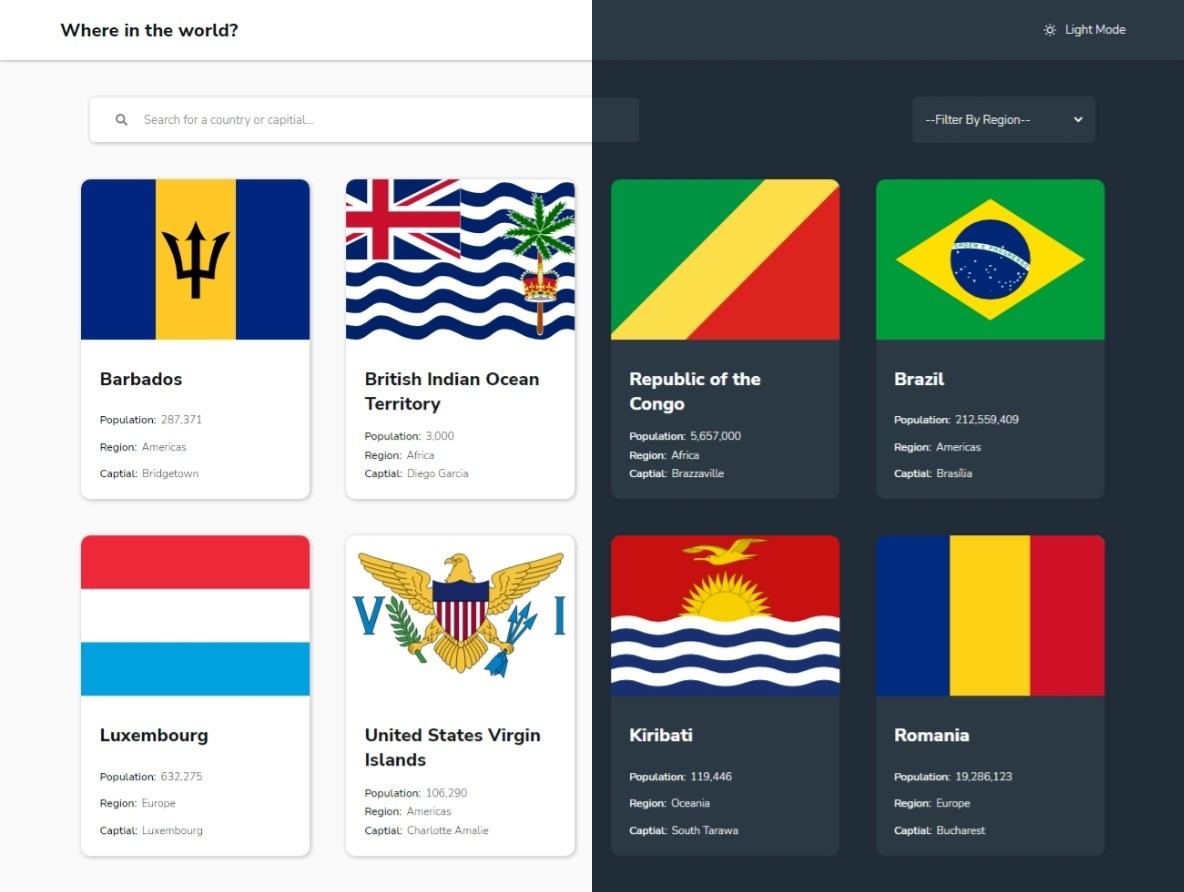 Where in the world?
Light Mode
Search for a country or capitial...
--Filter By Region--
ORDEM E PROGRESSO
Barbados
Population: 287,371
Region: Americas
Captial: Bridgetown
British Indian Ocean
Territory
Population: 3,000
Region: Africa
Captial: Diego Garcia
Republic of the
Congo
Population: 5,657,000
Region: Africa
Captial: Brazzaville
Brazil
Population: 212,559,409
Region: Americas
Captial: Brasília
V I
Luxembourg
Population: 632,275
Region: Europe
Captial: Luxembourg
United States Virgin
Islands
Population: 106,290
Region: Americas
Captial: Charlotte Amalie
Kiribati
Population: 119,446
Region: Oceania
Captial: South Tarawa
Romania
Population: 19,286,123
Region: Europe
Captial: Bucharest